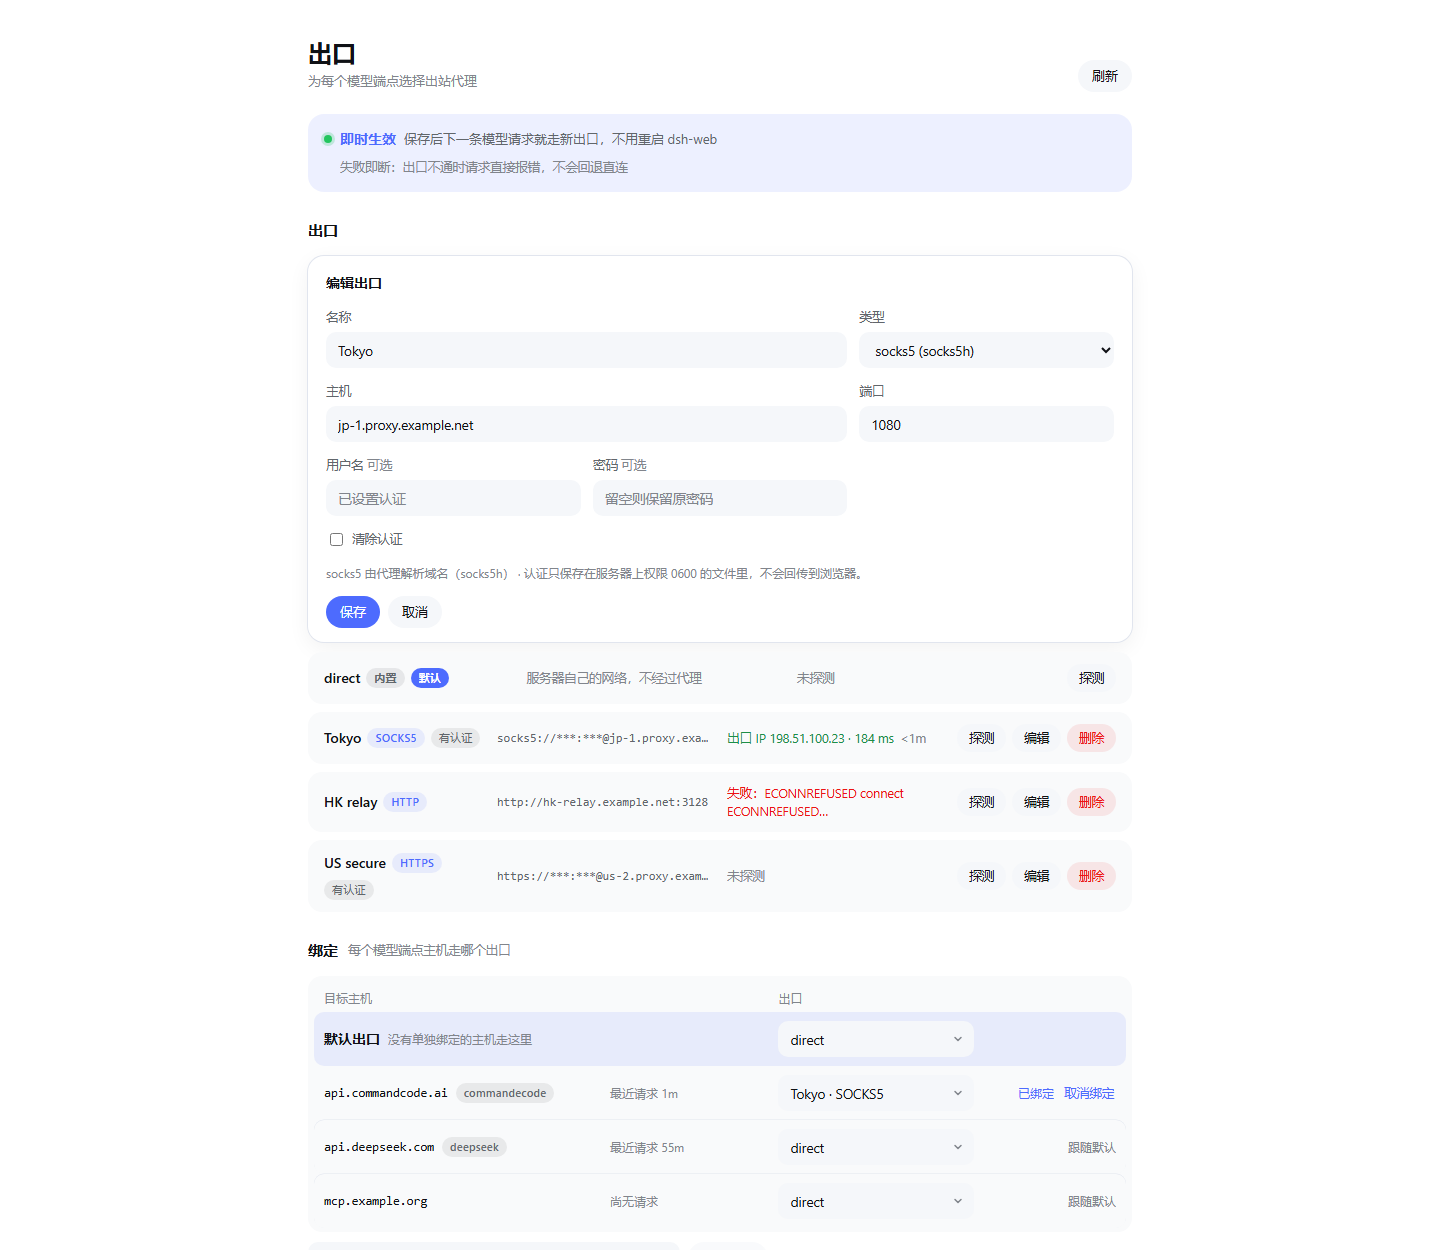 出口
为每个模型端点选择出站代理
刷新
即时生效 保存后下一条模型请求就走新出口，不用重启 dsh-web
失败即断：出口不通时请求直接报错，不会回退直连
出口
编辑出口
名称
类型
Tokyo
socks5 (socks5h)
主机
端口
jp-1.proxy.example.net
1080
用户名 可选
密码 可选
已设置认证
留空则保留原密码
清除认证
socks5 由代理解析域名（socks5h）· 认证只保存在服务器上权限 0600 的文件里，不会回传到浏览器。
保存
取消
direct 内置 默认 服务器自己的网络，不经过代理 未探测 探测
Tokyo SOCKS5 有认证 socks5://***:***@jp-1.proxy.exa… 出口 IP 198.51.100.23 · 184 ms <1m 探测 编辑 删除
HK relay HTTP http://hk-relay.example.net:3128 失败：ECONNREFUSED connect
ECONNREFUSED… 探测 编辑 删除
US secure HTTPS
有认证
https://***:***@us-2.proxy.exam… 未探测 探测 编辑 删除
绑定 每个模型端点主机走哪个出口
目标主机 出口
默认出口 没有单独绑定的主机走这里 direct
api.commandcode.ai commandecode 最近请求 1m Tokyo · SOCKS5 已绑定 取消绑定
api.deepseek.com deepseek 最近请求 55m direct 跟随默认
mcp.example.org 尚无请求 direct 跟随默认